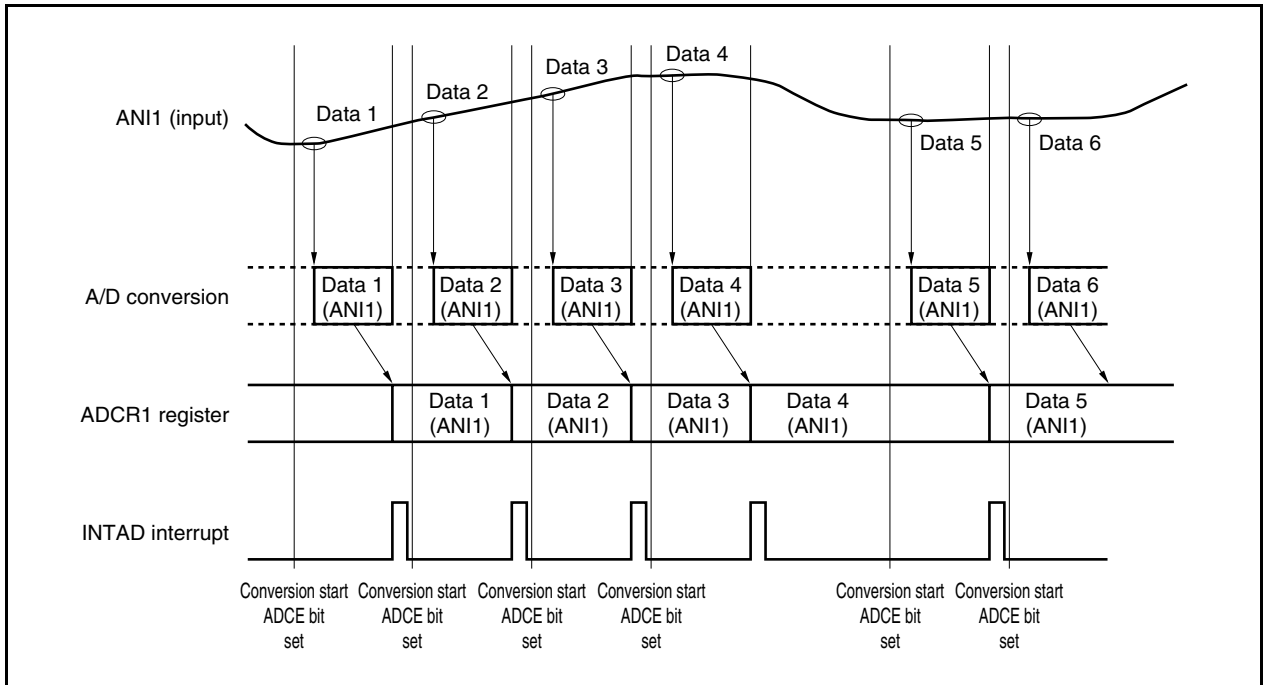 Data 4
Data 3
Data 2
Data 1
ANI1 (input)
Data 5
Data 6
A/D conversion
Data 1
(ANI1)
Data 2
(ANI1)
Data 3
(ANI1)
Data 4
(ANI1)
Data 5
(ANI1)
Data 6
(ANI1)
ADCR1 register
Data 1
(ANI1)
Data 2
(ANI1)
Data 3
(ANI1)
Data 4
(ANI1)
Data 5
(ANI1)
INTAD interrupt
Conversion start
ADCE bit
set
Conversion start
ADCE bit
set
Conversion start
ADCE bit
set
Conversion start
ADCE bit
set
Conversion start
ADCE bit
set
Conversion start
ADCE bit
set